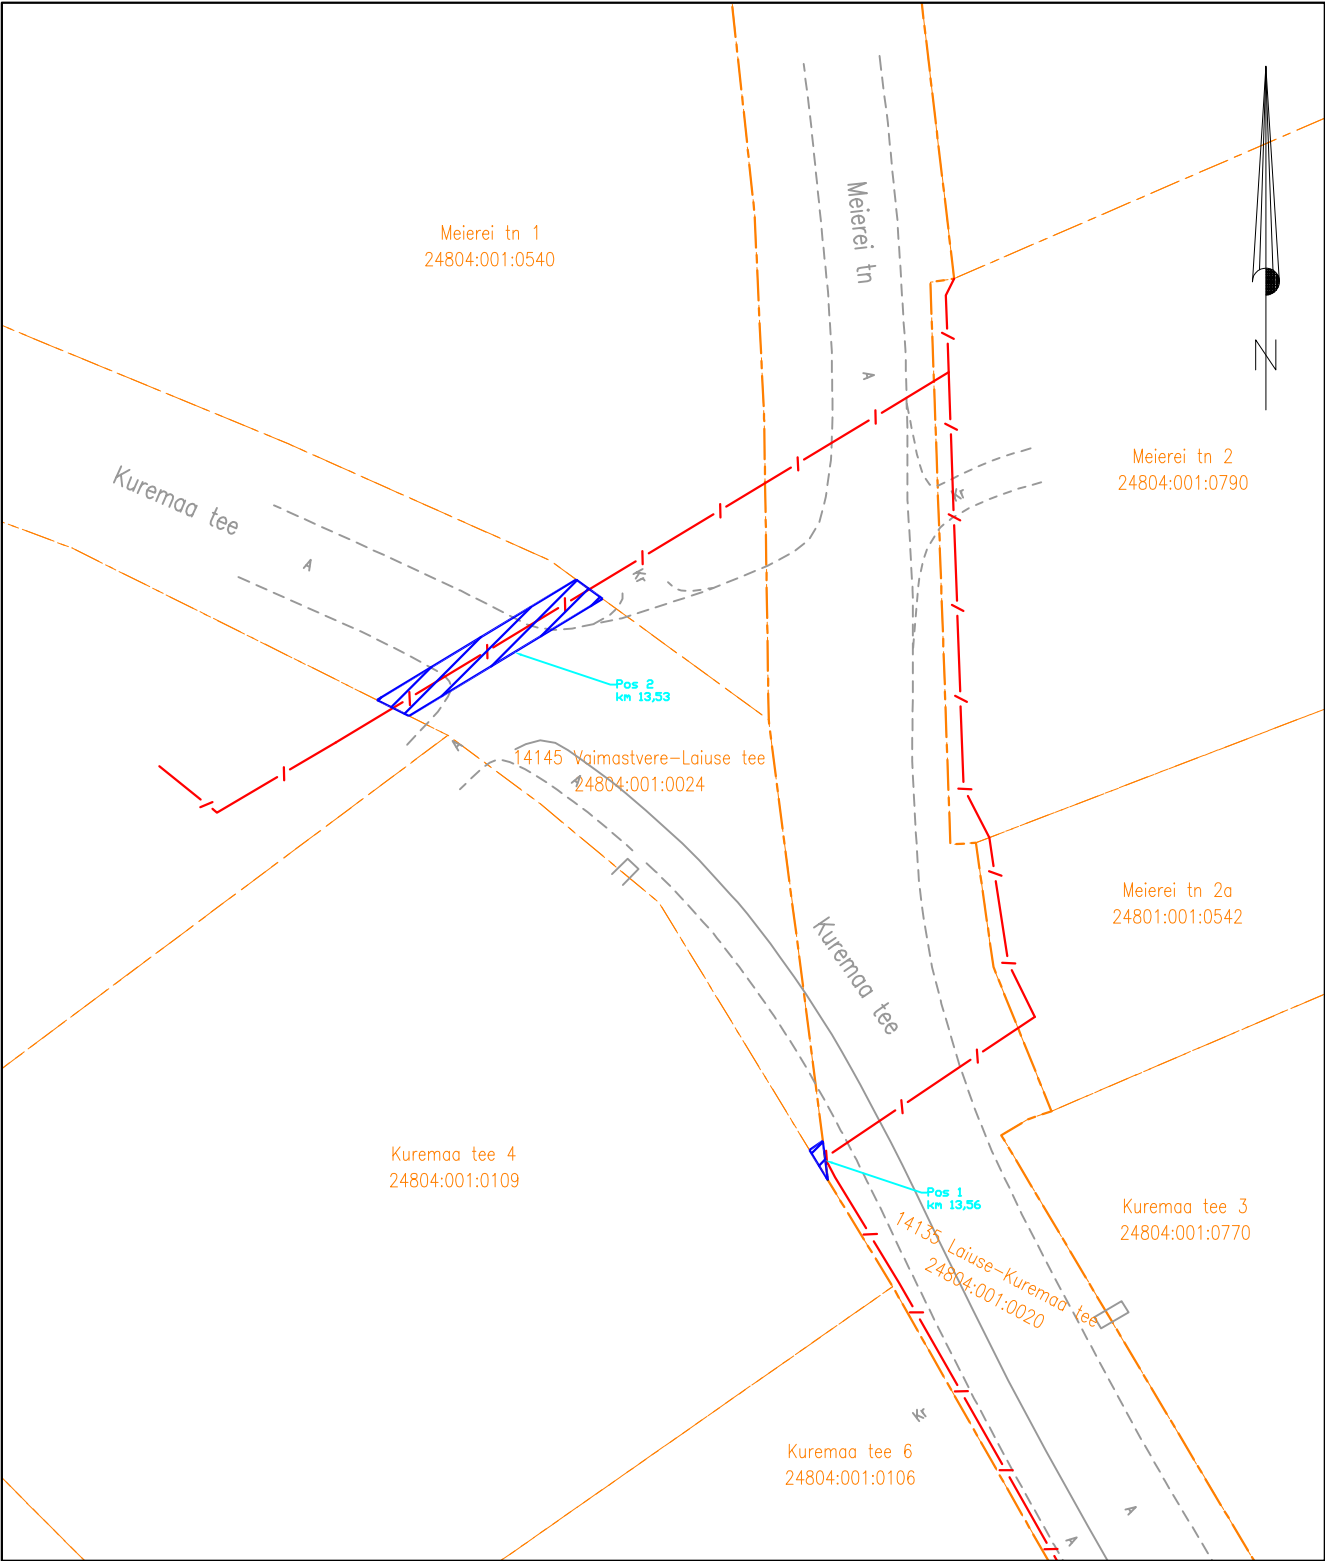 Meierei tn 1
24804:001:0540
Meierei tn
A
N
Meierei tn 2
24804:001:0790
Kr
Kuremaa tee
A
Kr
Pos 2
km 13,53
A
14145 Vaimastvere-Laiuse tee
24804:001:0024
A
Meierei tn 2a
24801:001:0542
Kuremaa tee
Kuremaa tee 4
24804:001:0109
Pos 1
km 13,56
Kuremaa tee 3
24804:001:0770
14135 Laiuse-Kuremaa tee
24804:001:0020
Kr
Kuremaa tee 6
24804:001:0106
A
A